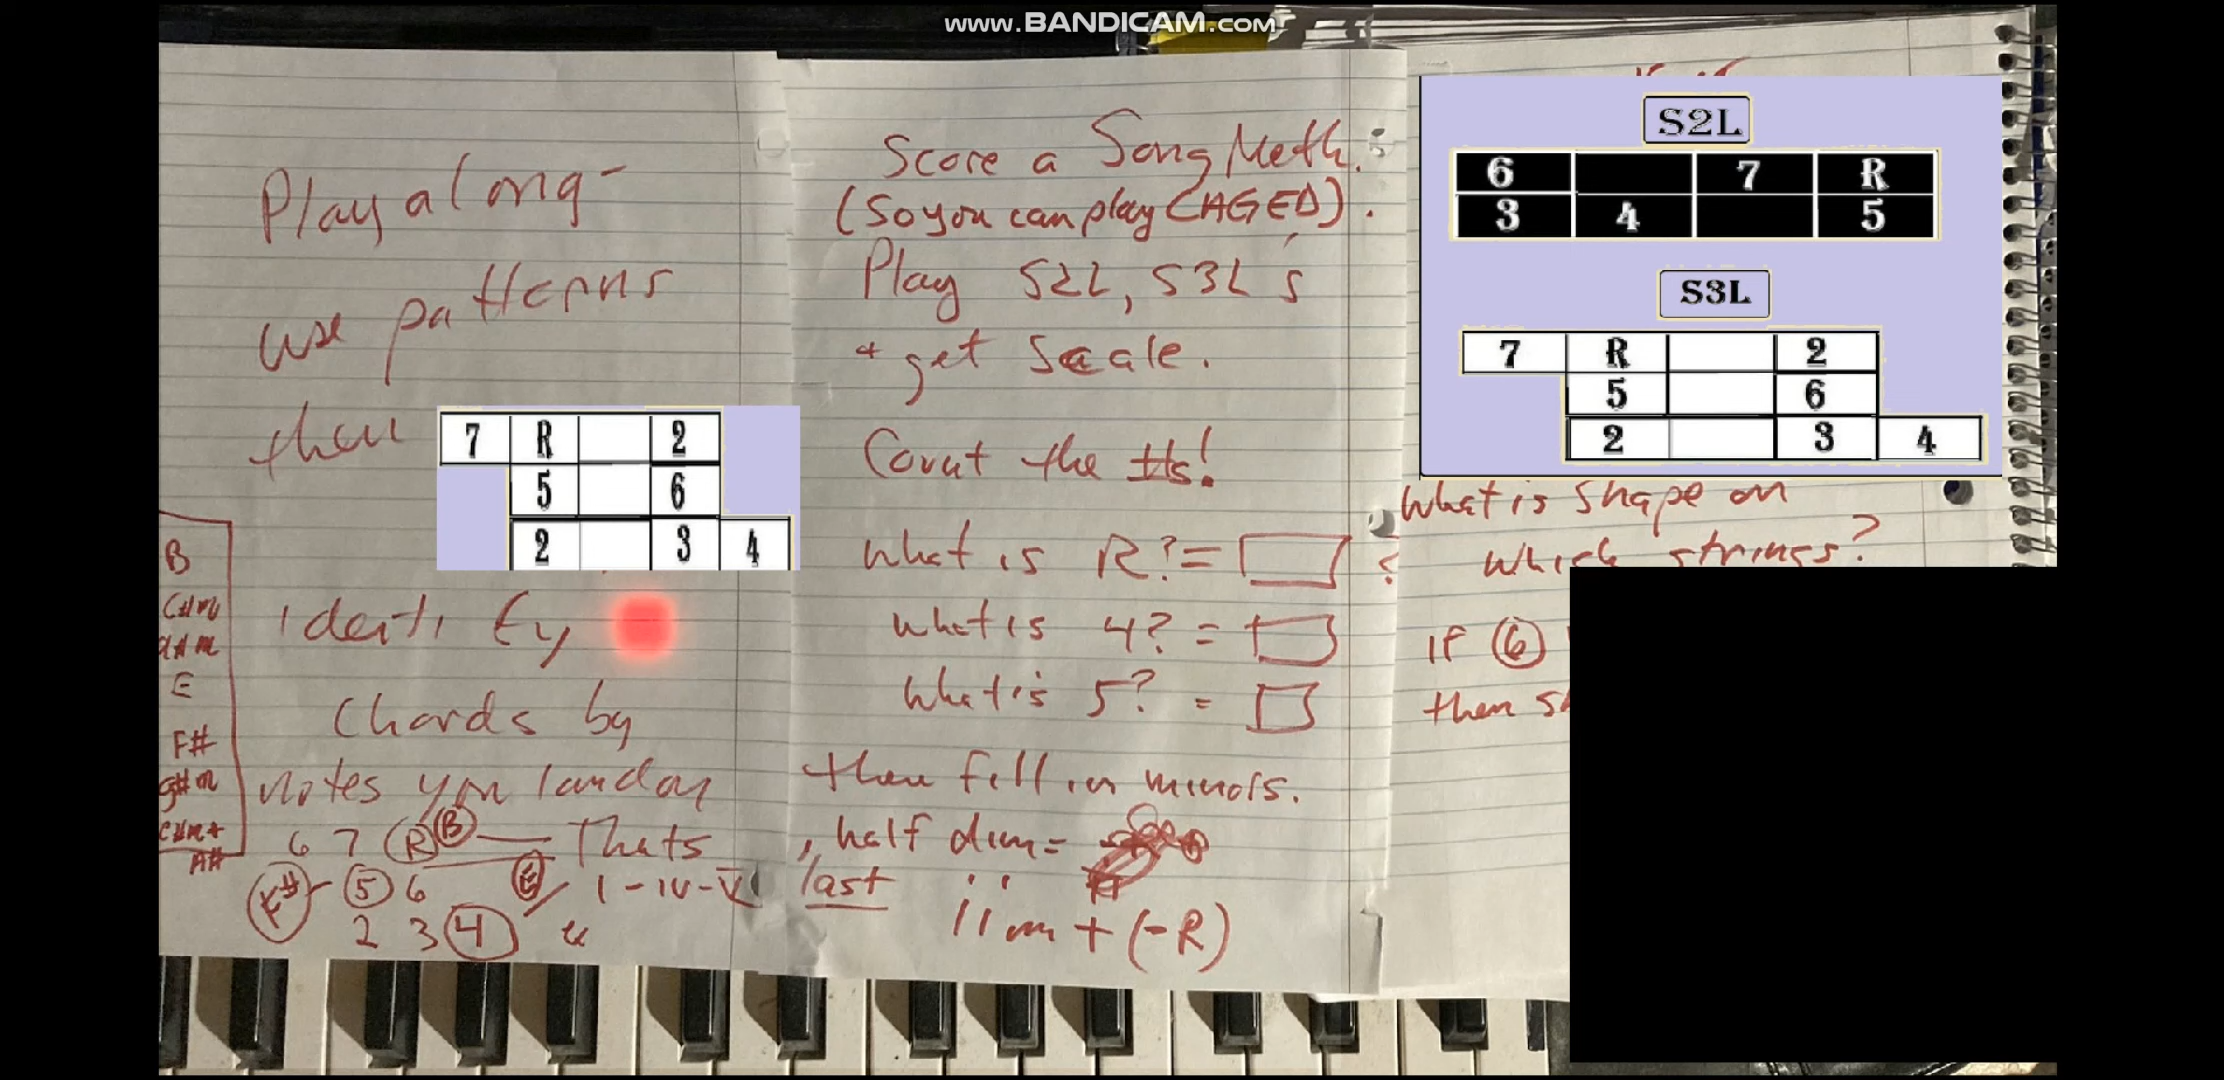 www.BANDICAM.com
Play along -
use patterns
then
7 R 2
5 6
2 3 4
identify
chords by
notes you land on
6 7 R B Thats
F# - 5 6 E I - IV - V
2 3 4
B
C#m
d#m
E
F#
g#m
C#m+
A#
Score a Song Meth.
(So you can play CAGED).
Play S2L, S3L's
+ get Scale.
Count the #s!
What is R? = ?
What is 4? =
What is 5? =
then fill in minors.
, half dim =
last iim + (-R)
S2L
6 7 R
3 4 5
S3L
7 R 2
5 6
2 3 4
What is shape on
which strings?
If 6
then